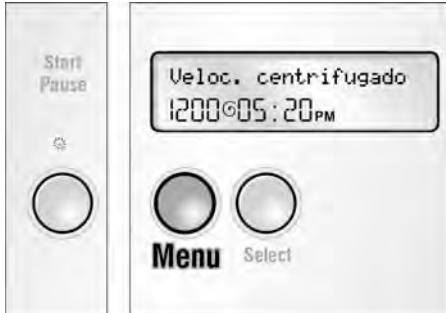 Start
Pause
Veloc. centrifugado
1200 05:20PM
Menu
Select